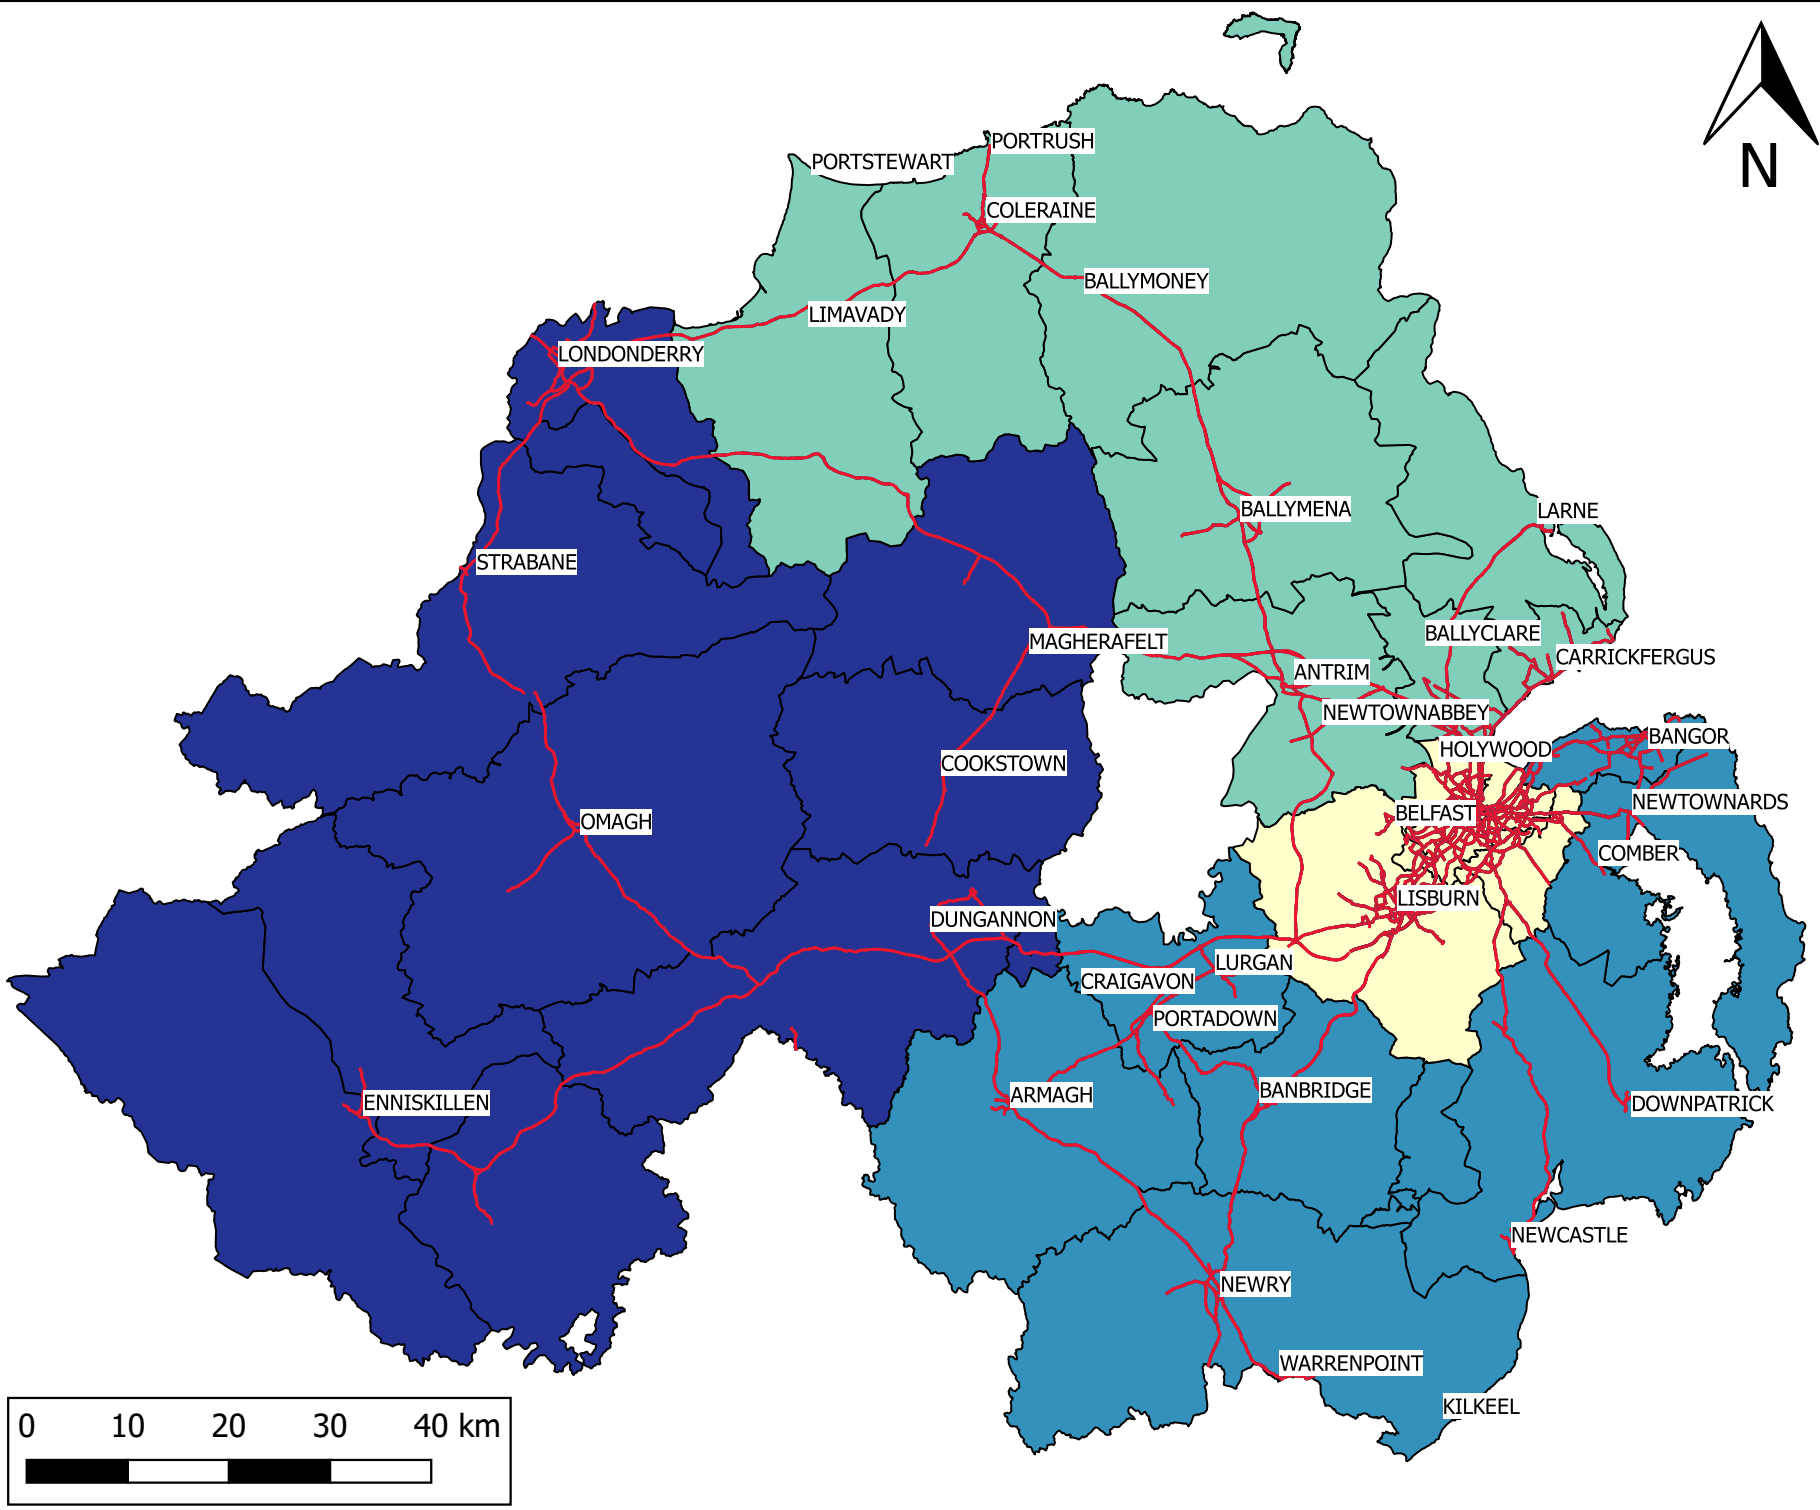 PORTRUSH
PORTSTEWART
N
COLERAINE
BALLYMONEY
LIMAVADY
LONDONDERRY
BALLYMENA
LARNE
STRABANE
BALLYCLARE
MAGHERAFELT
CARRICKFERGUS
ANTRIM
NEWTOWNABBEY
BANGOR
HOLYWOOD
COOKSTOWN
NEWTOWNARDS
BELFAST
OMAGH
COMBER
LISBURN
DUNGANNON
LURGAN
CRAIGAVON
PORTADOWN
BANBRIDGE
ARMAGH
ENNISKILLEN
DOWNPATRICK
NEWCASTLE
NEWRY
WARRENPOINT
KILKEEL
0 10 20 30 40 km